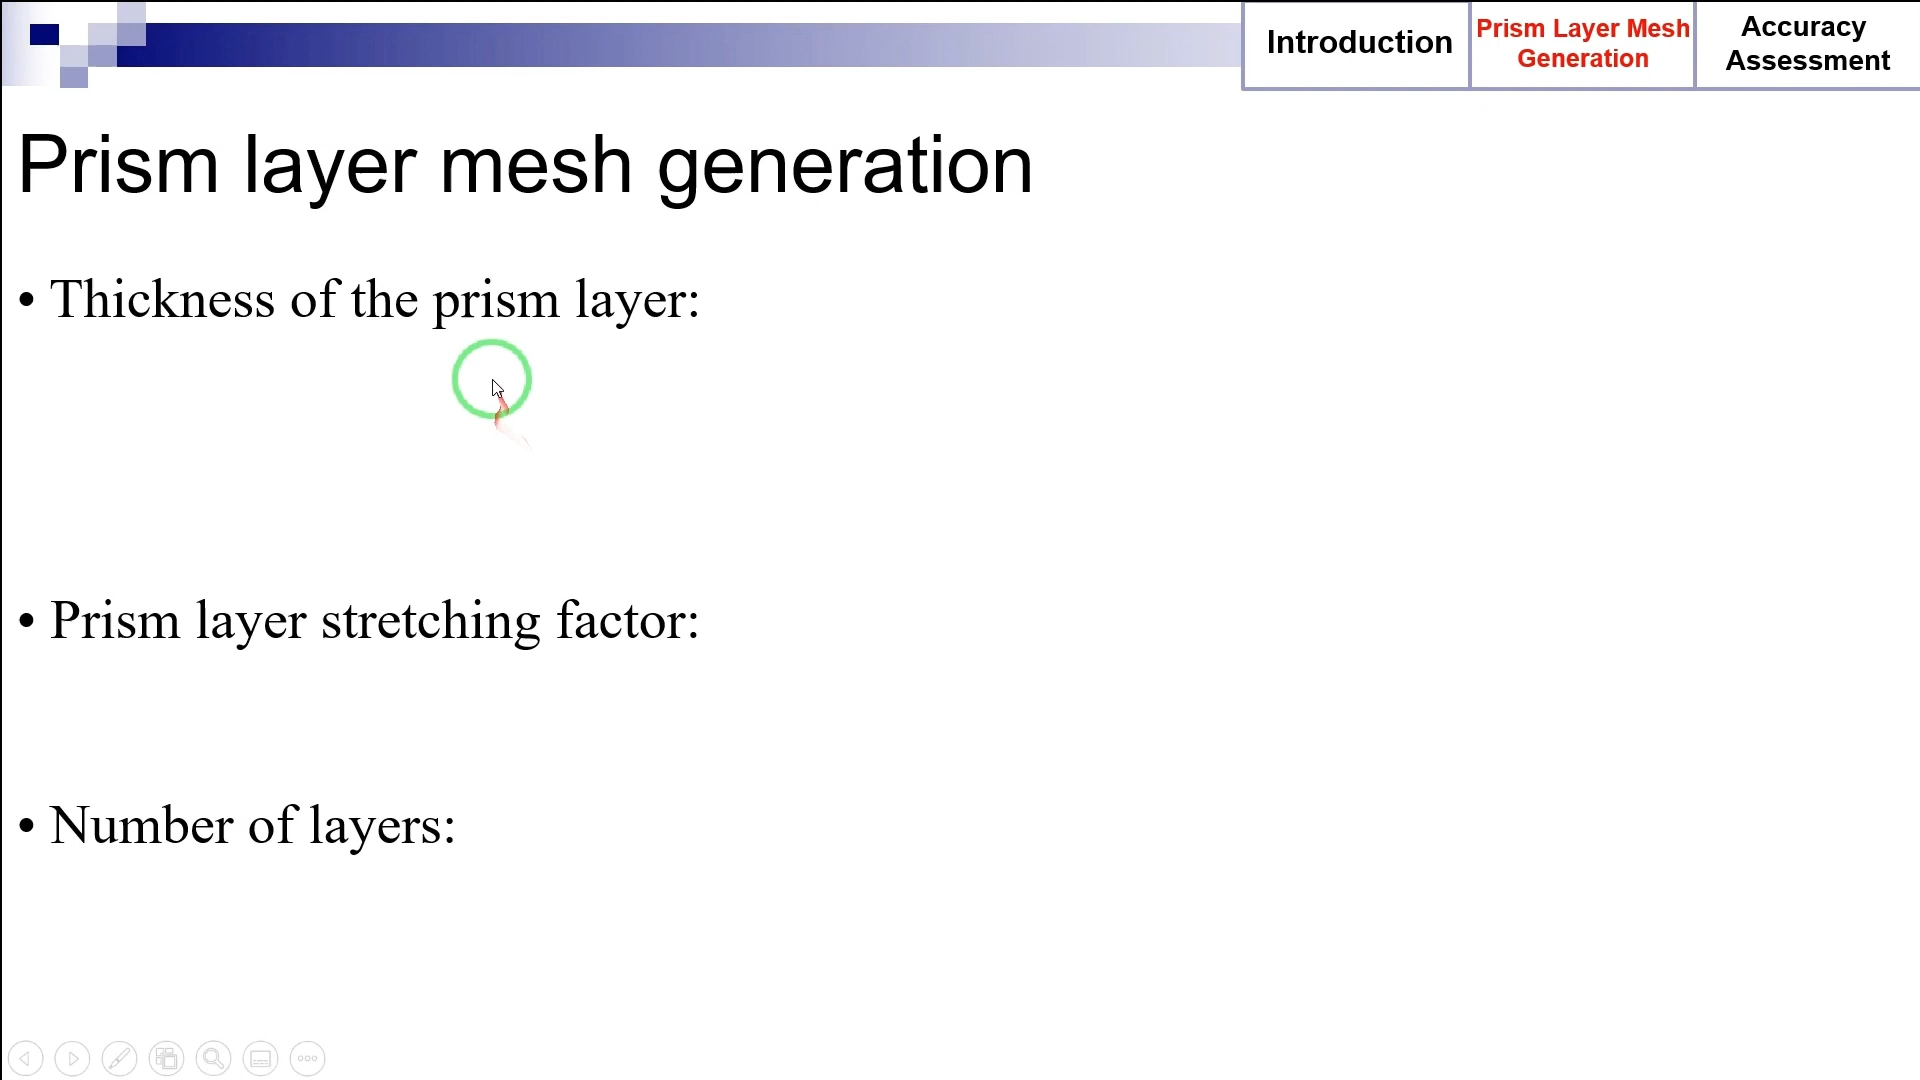 Introduction
Prism Layer Mesh
Generation
Accuracy
Assessment
Prism layer mesh generation
• Thickness of the prism layer:
• Prism layer stretching factor:
• Number of layers: